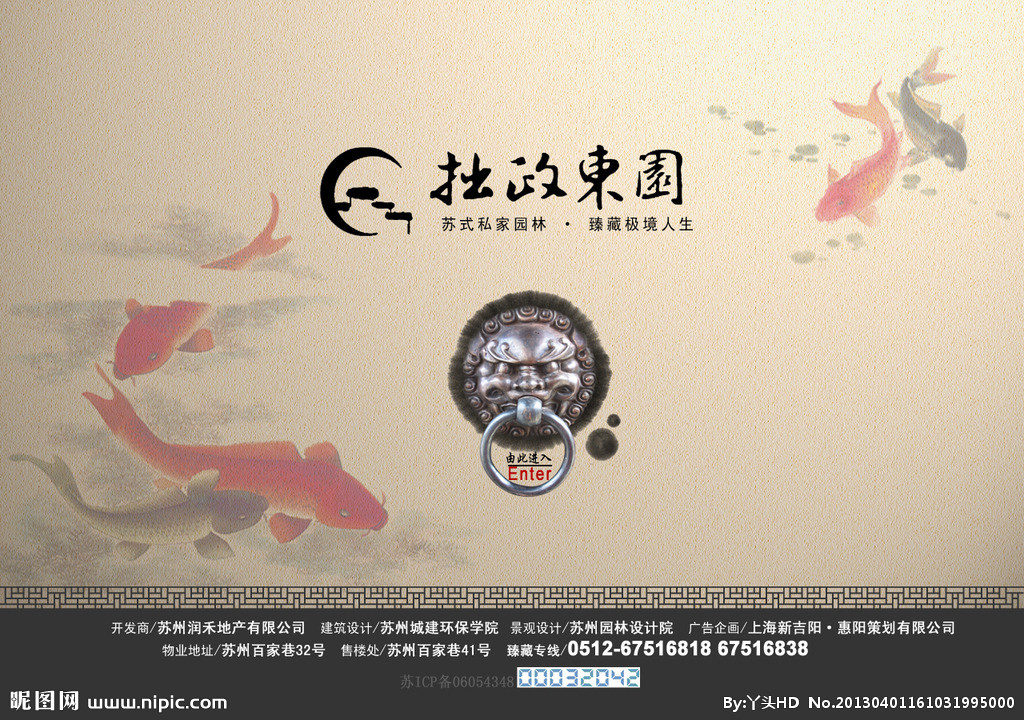 拙政東園
苏式私家园林 · 臻藏极境人生
由此进入
Enter
开发商/苏州润禾地产有限公司 建筑设计/苏州城建环保学院 景观设计/苏州园林设计院 广告企画/上海新吉阳·惠阳策划有限公司
物业地址/苏州百家巷32号 售楼处/苏州百家巷41号 臻藏专线/0512-67516818 67516838
苏ICP备06054348 00032042
昵图网 www.nipic.com By:丫头HD No.20130401161031995000